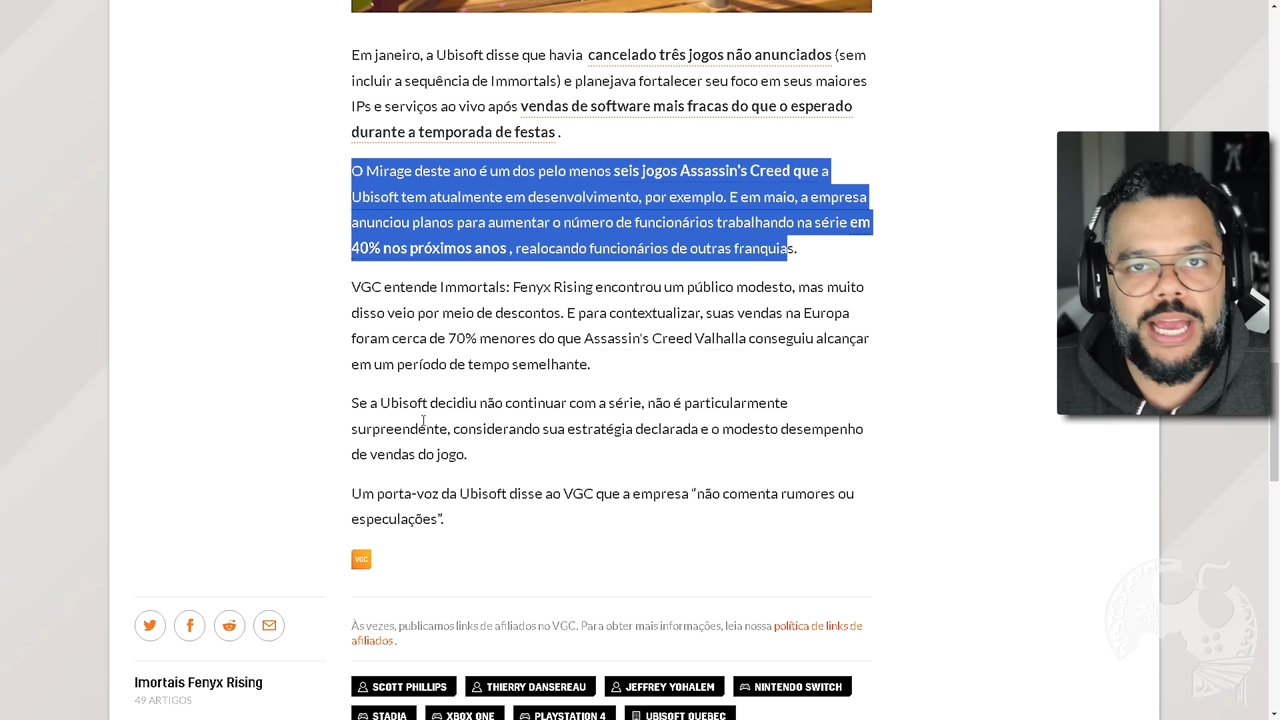 Em janeiro, a Ubisoft disse que havia cancelado três jogos não anunciados (sem
incluir a sequência de Immortals) e planejava fortalecer seu foco em seus maiores
IPs e serviços ao vivo após vendas de software mais fracas do que o esperado
durante a temporada de festas .
O Mirage deste ano é um dos pelo menos seis jogos Assassin's Creed que a
Ubisoft tem atualmente em desenvolvimento, por exemplo. E em maio, a empresa
anunciou planos para aumentar o número de funcionários trabalhando na série em
40% nos próximos anos , realocando funcionários de outras franquias.
VGC entende Immortals: Fenyx Rising encontrou um público modesto, mas muito
disso veio por meio de descontos. E para contextualizar, suas vendas na Europa
foram cerca de 70% menores do que Assassin's Creed Valhalla conseguiu alcançar
em um período de tempo semelhante.
Se a Ubisoft decidiu não continuar com a série, não é particularmente
surpreendente, considerando sua estratégia declarada e o modesto desempenho
de vendas do jogo.
Um porta-voz da Ubisoft disse ao VGC que a empresa “não comenta rumores ou
especulações”.
VGC
Às vezes, publicamos links de afiliados no VGC. Para obter mais informações, leia nossa política de links de
afiliados .
Imortais Fenyx Rising
49 ARTIGOS
SCOTT PHILLIPS THIERRY DANSEREAU JEFFREY YOHALEM NINTENDO SWITCH
STADIA XBOX ONE PLAYSTATION 4 UBISOFT QUEBEC